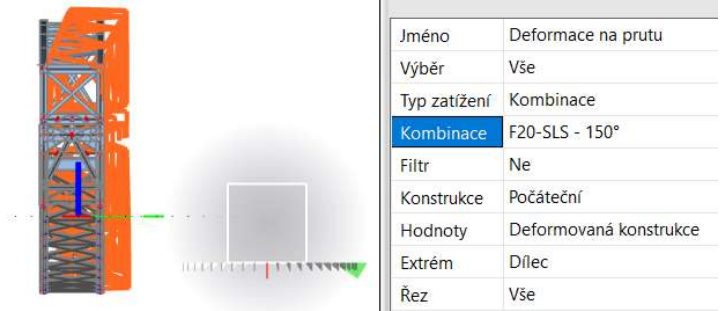 Jméno Deformace na prutu
Výběr Vše
Typ zatížení Kombinace
Kombinace F20-SLS - 150°
Filtr Ne
Konstrukce Počáteční
Hodnoty Deformovaná konstrukce
Extrém Dílec
Řez Vše